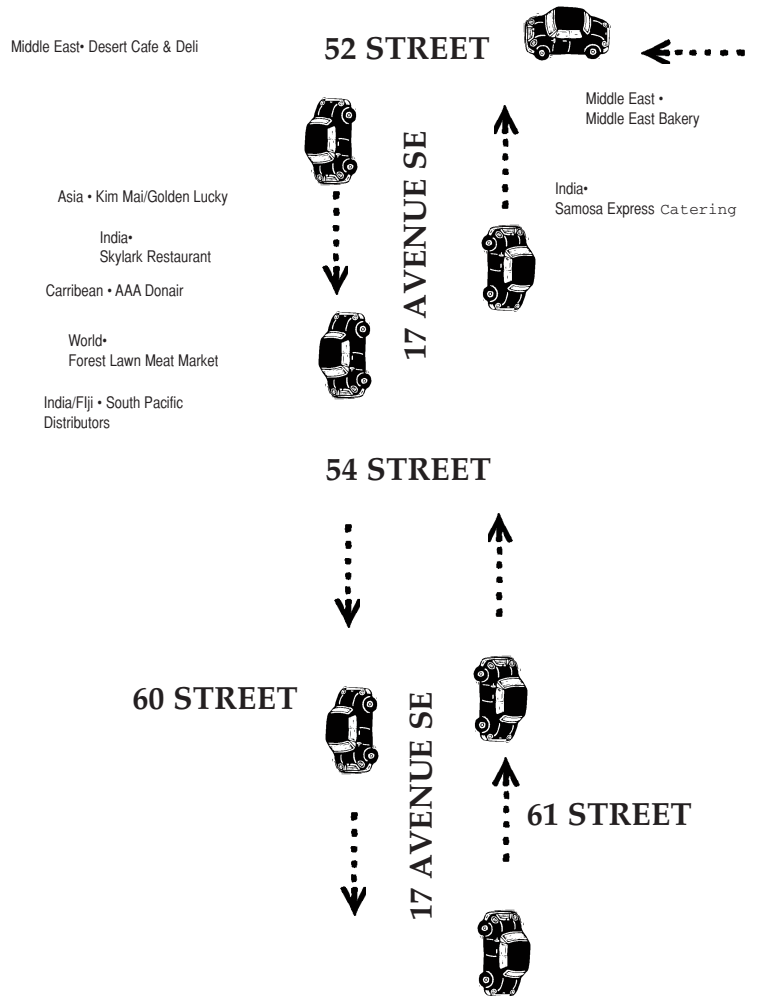 Middle East• Desert Cafe & Deli
52 STREET
Middle East •
Middle East Bakery
17 AVENUE SE
Asia • Kim Mai/Golden Lucky
India•
Samosa Express Catering
India•
Skylark Restaurant
Carribean • AAA Donair
World•
Forest Lawn Meat Market
India/FIji • South Pacific
Distributors
54 STREET
60 STREET
17 AVENUE SE
61 STREET